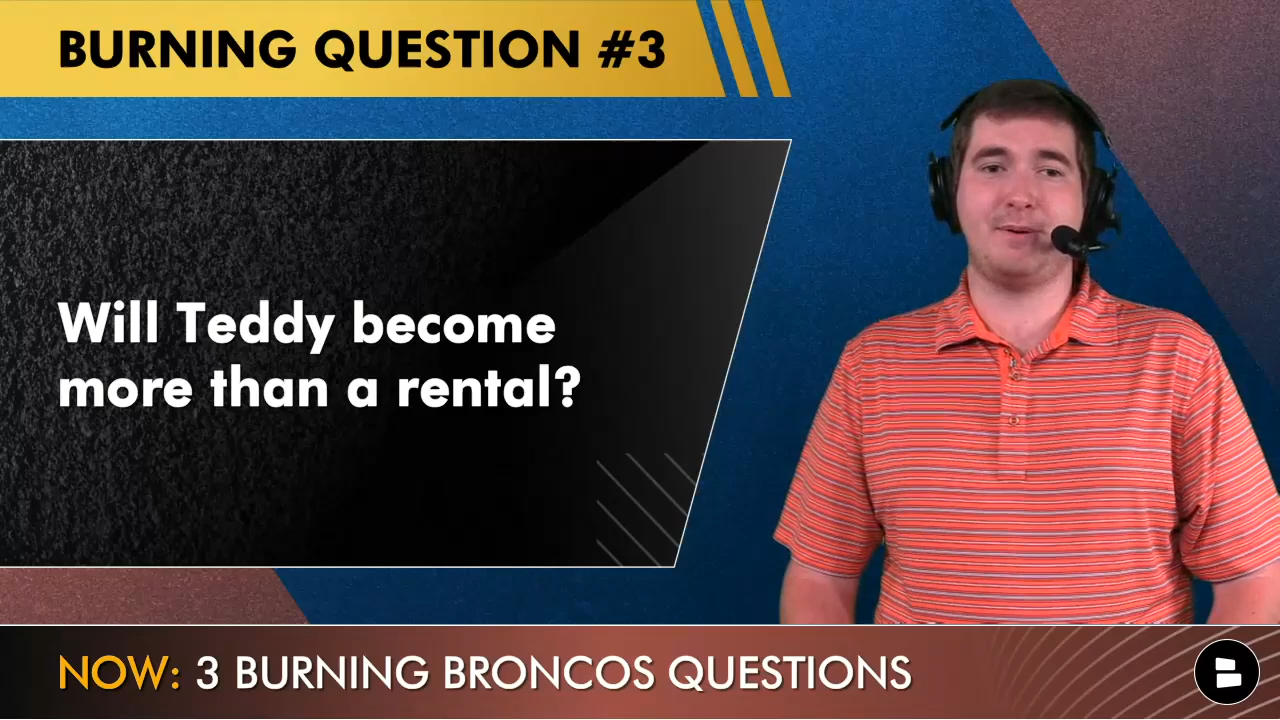 BURNING QUESTION #3
Will Teddy become
more than a rental?
NOW: 3 BURNING BRONCOS QUESTIONS